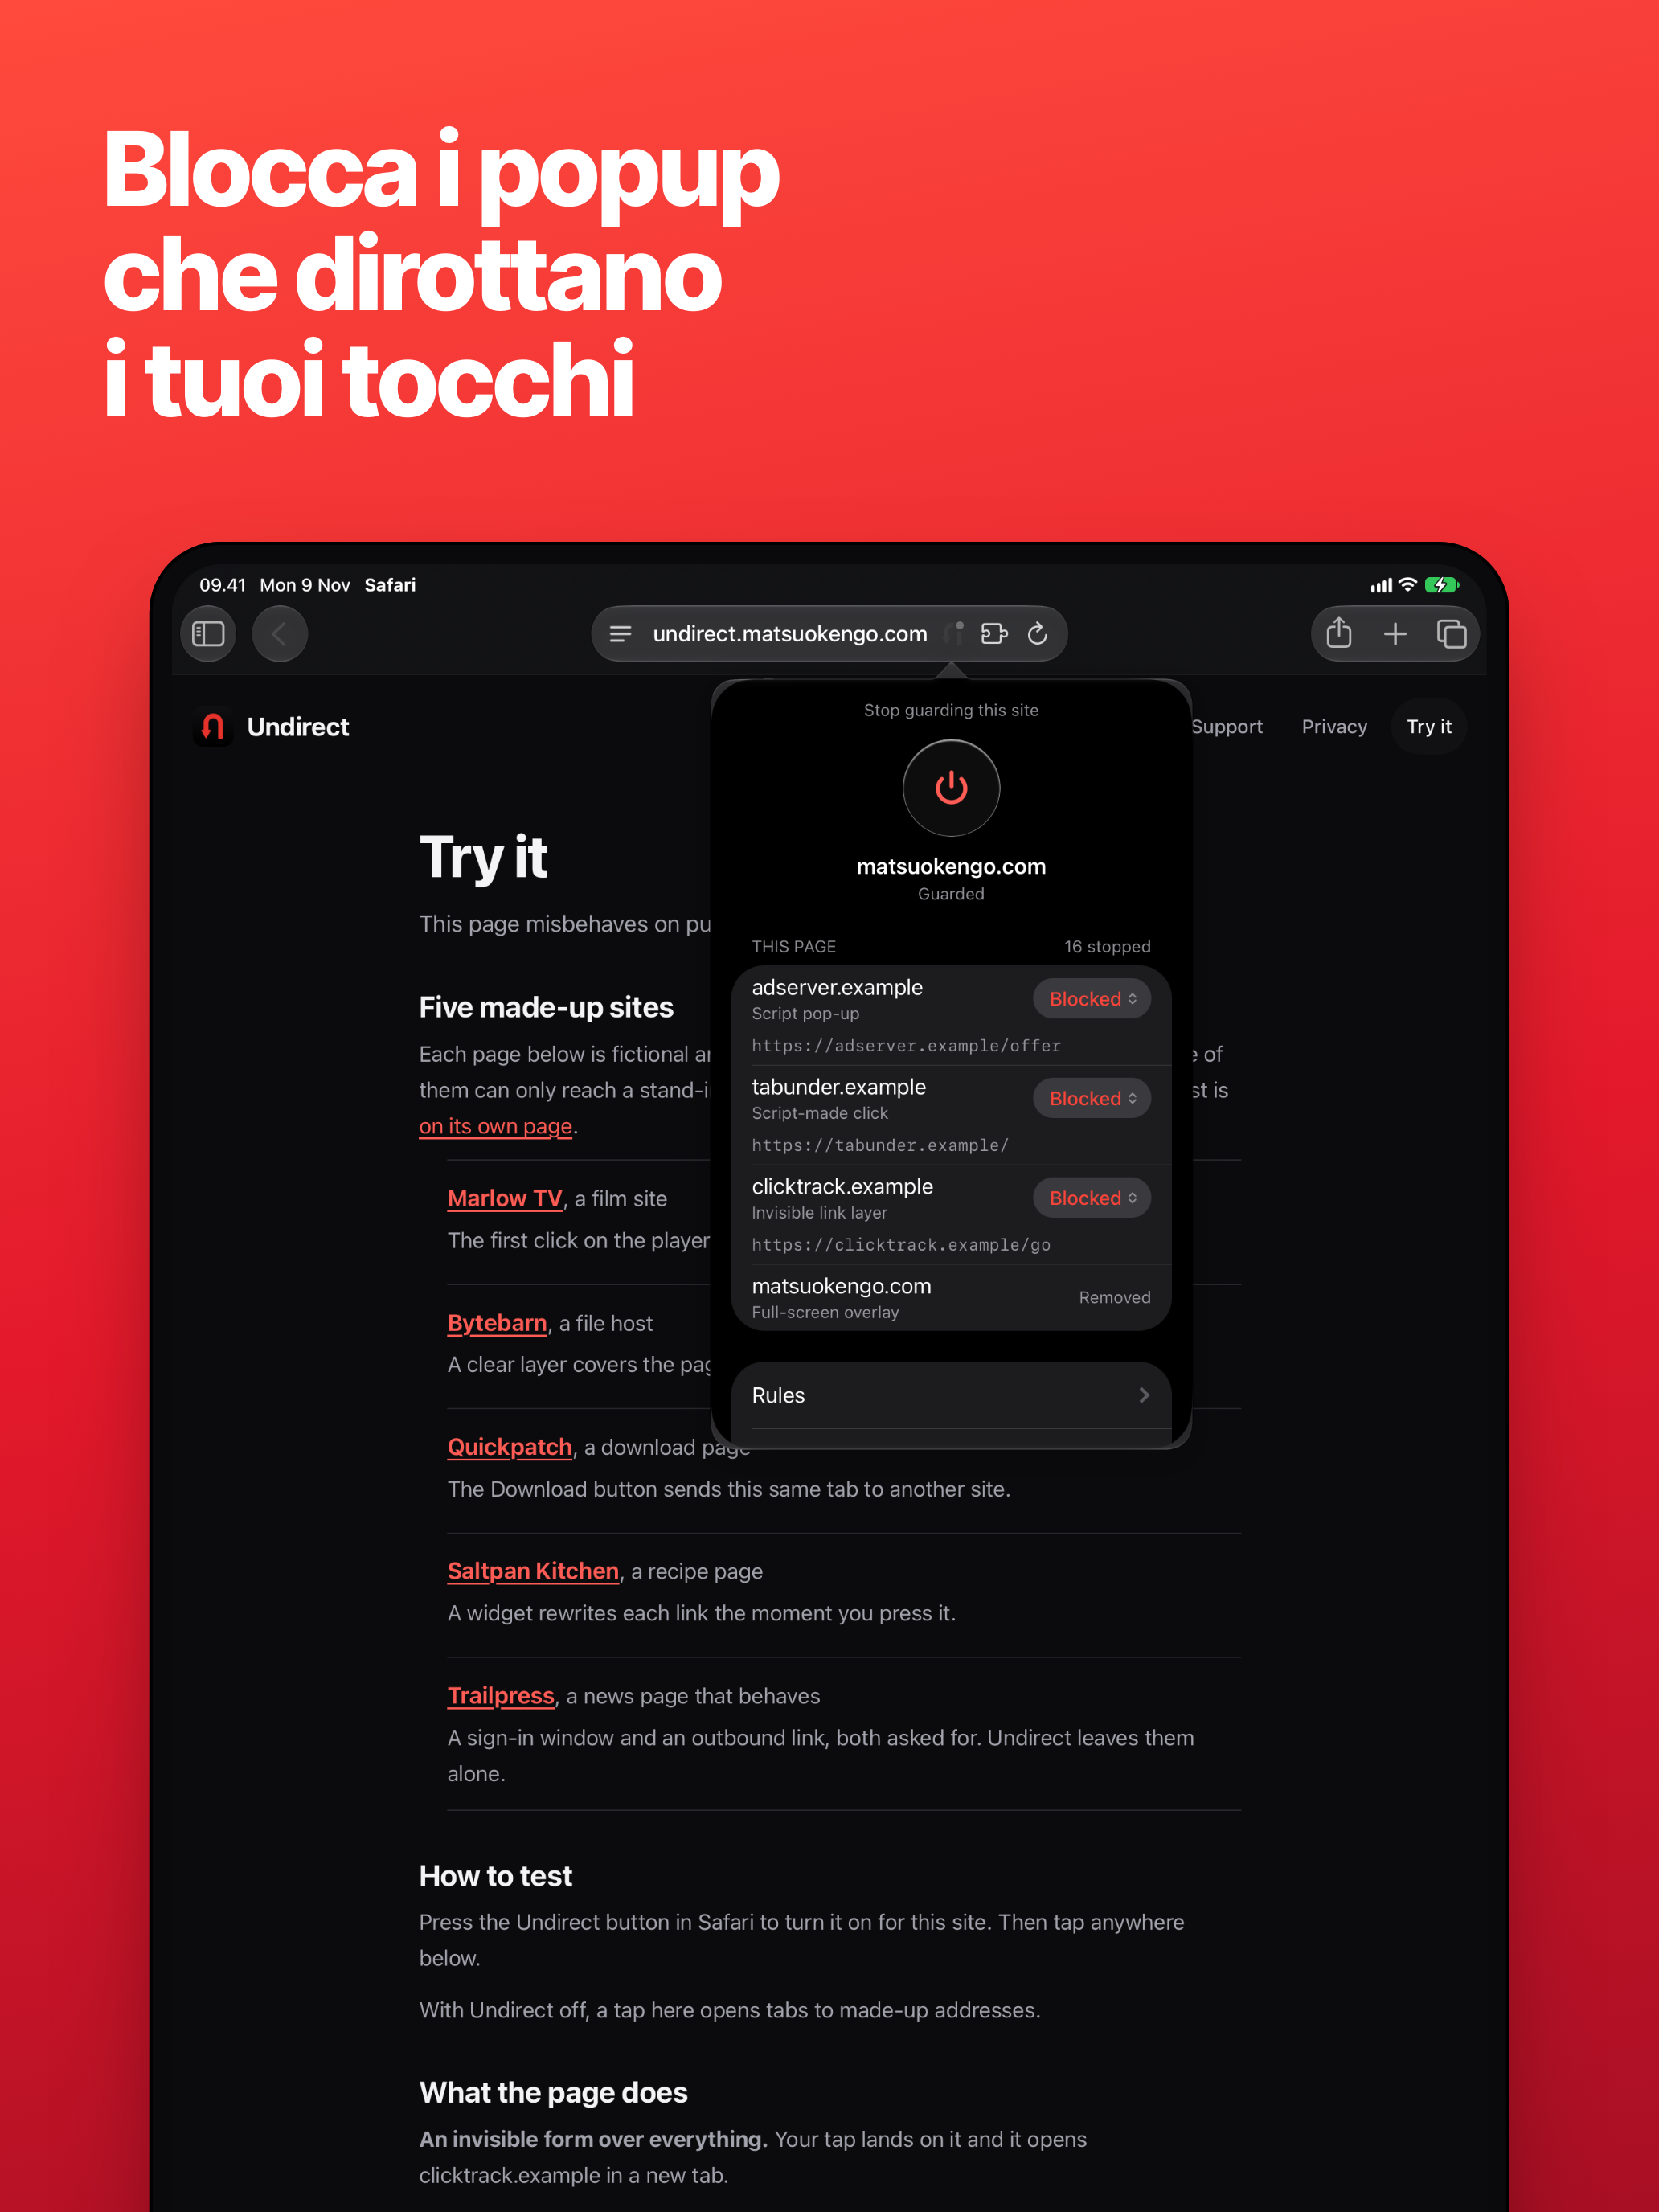 Blocca i popup
che dirottano
i tuoi tocchi
09.41 Mon 9 Nov Safari
undirect.matsuokengo.com
Undirect
Support Privacy Try it
Stop guarding this site
matsuokengo.com
Guarded
THIS PAGE 16 stopped
adserver.example
Script pop-up
Blocked
https://adserver.example/offer
tabunder.example
Script-made click
Blocked
https://tabunder.example/
clicktrack.example
Invisible link layer
Blocked
https://clicktrack.example/go
matsuokengo.com
Full-screen overlay
Removed
Rules
Try it
This page misbehaves on pu
Five made-up sites
Each page below is fictional of
them can only reach a stand-i st is
on its own page.
Marlow TV, a film site
The first click on the player
Bytebarn, a file host
A clear layer covers the pag
Quickpatch, a download page
The Download button sends this same tab to another site.
Saltpan Kitchen, a recipe page
A widget rewrites each link the moment you press it.
Trailpress, a news page that behaves
A sign-in window and an outbound link, both asked for. Undirect leaves them
alone.
How to test
Press the Undirect button in Safari to turn it on for this site. Then tap anywhere
below.
With Undirect off, a tap here opens tabs to made-up addresses.
What the page does
An invisible form over everything. Your tap lands on it and it opens
clicktrack.example in a new tab.